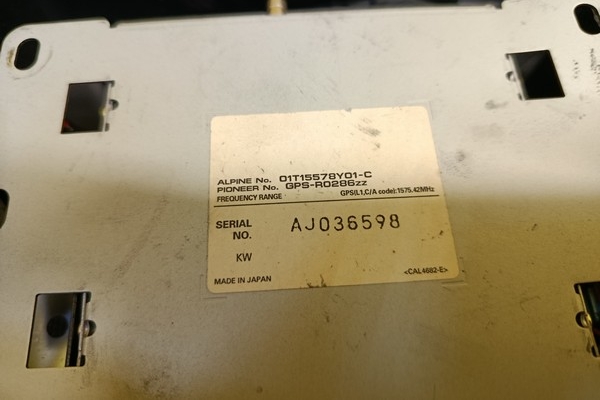 ALPINE No. 01T15578Y01-C
PIONEER No. GPS-R0286zz
FREQUENCY RANGE GPS(L1,C/A code):1575.42MHz
SERIAL NO. AJ036598
KW
MADE IN JAPAN <CAL4682-E>